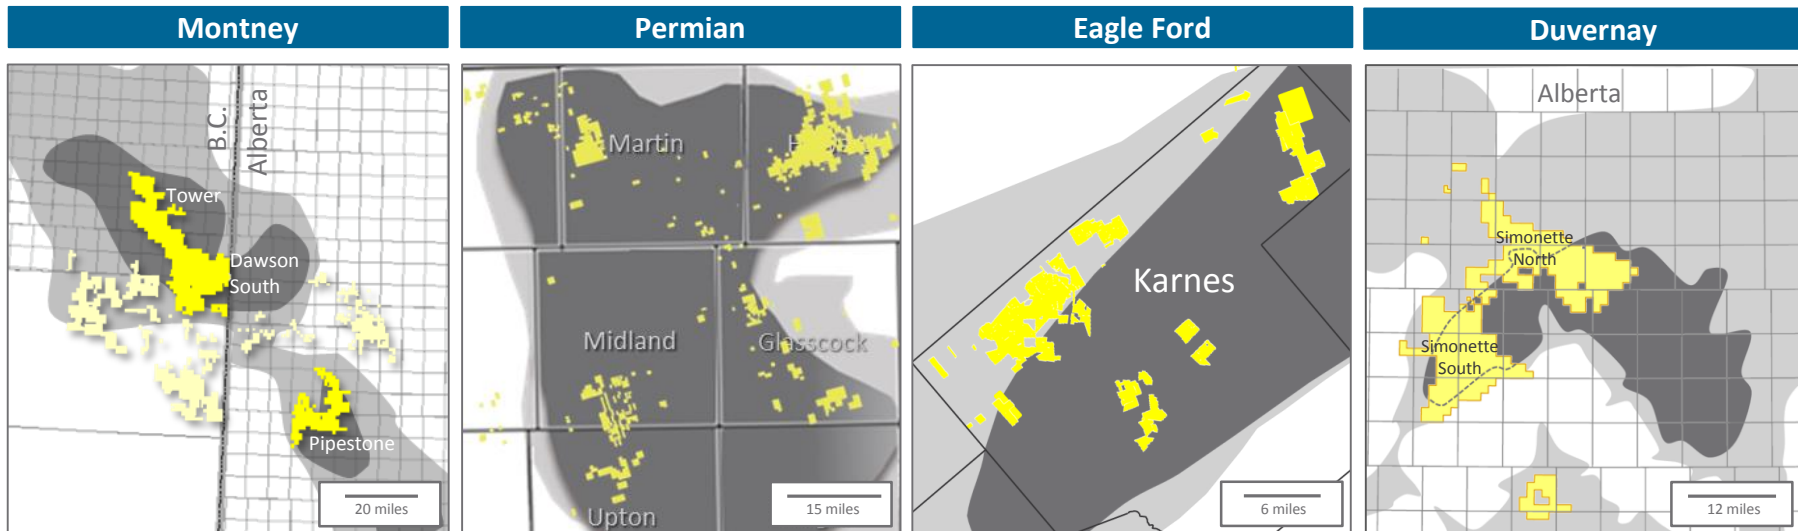 Montney
Permian
Eagle Ford
Duvernay
B.C.
Alberta
Tower
Dawson
South
Pipestone
20 miles
Martin
Midland
Glasscock
Upton
15 miles
Karnes
6 miles
Alberta
Simonette
North
Simonette
South
12 miles